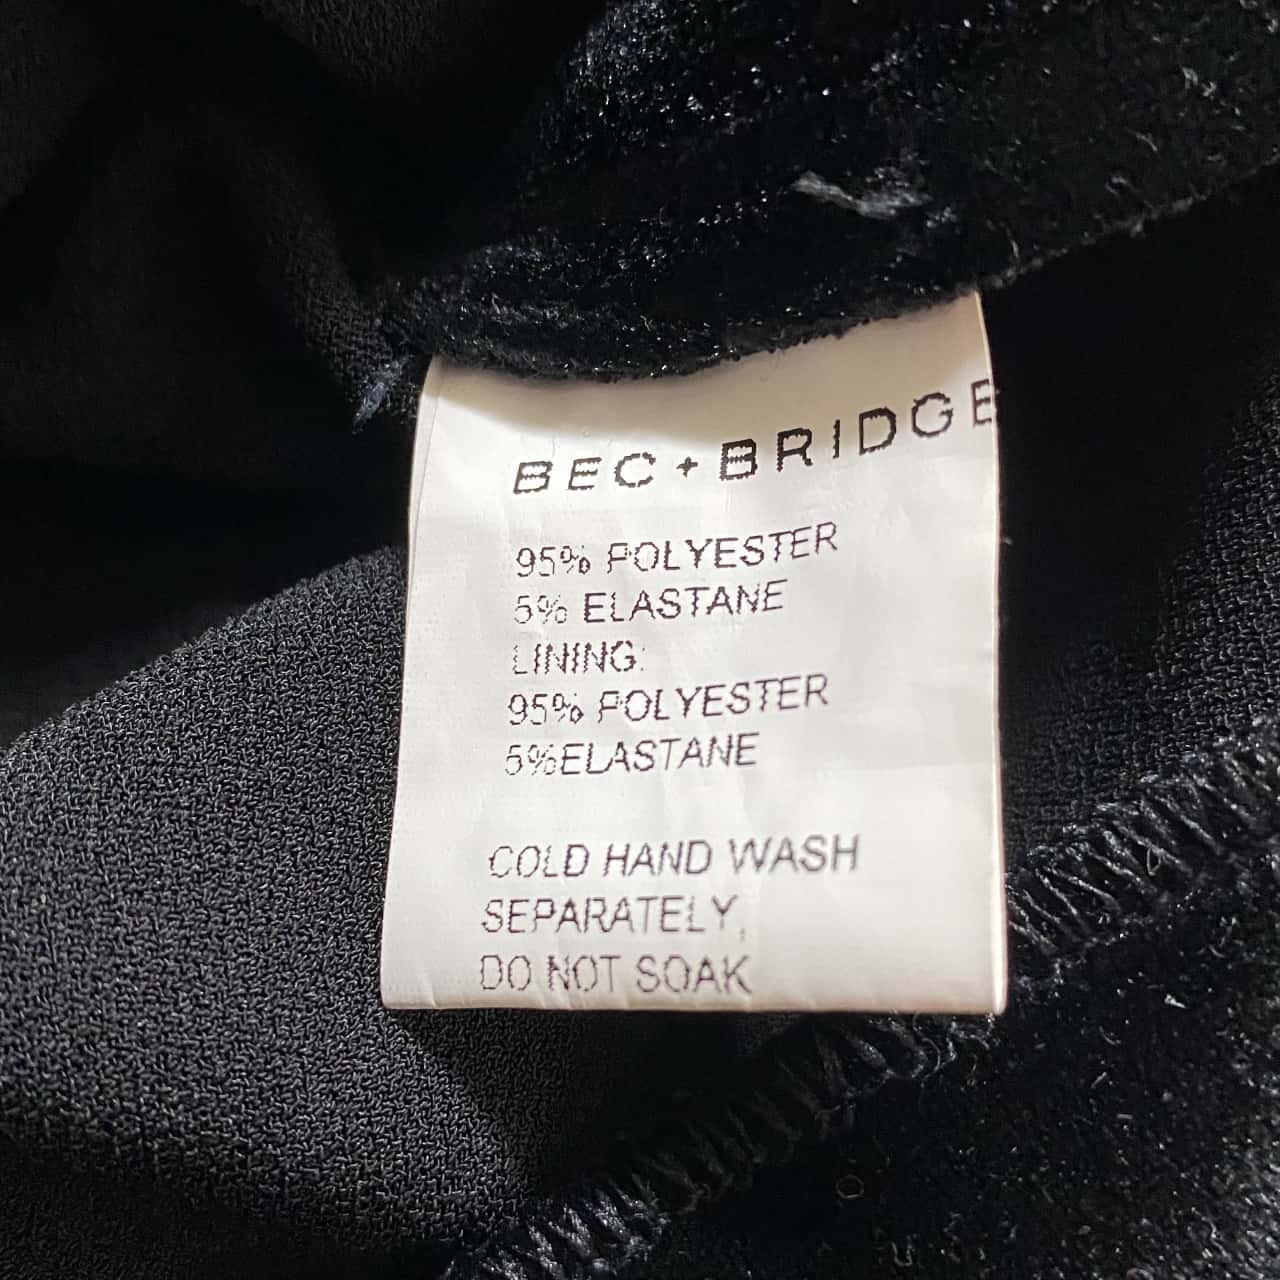 BEC + BRIDGE
95% POLYESTER
5% ELASTANE
LINING:
95% POLYESTER
5%ELASTANE
COLD HAND WASH
SEPARATELY,
DO NOT SOAK